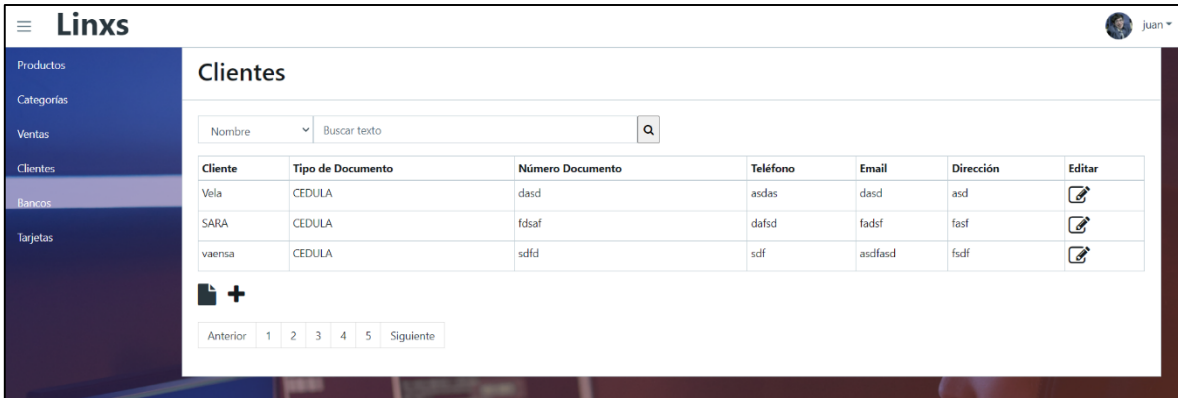 Linxs
juan
Productos
Categorías
Ventas
Clientes
Bancos
Tarjetas
Clientes
Nombre Buscar texto
Cliente Tipo de Documento Número Documento Teléfono Email Dirección Editar
Vela CEDULA dasd asdas dasd asd
SARA CEDULA fdsaf dafsd fadsf fasf
vaensa CEDULA sdfd sdf asdfasd fsdf
Anterior 1 2 3 4 5 Siguiente